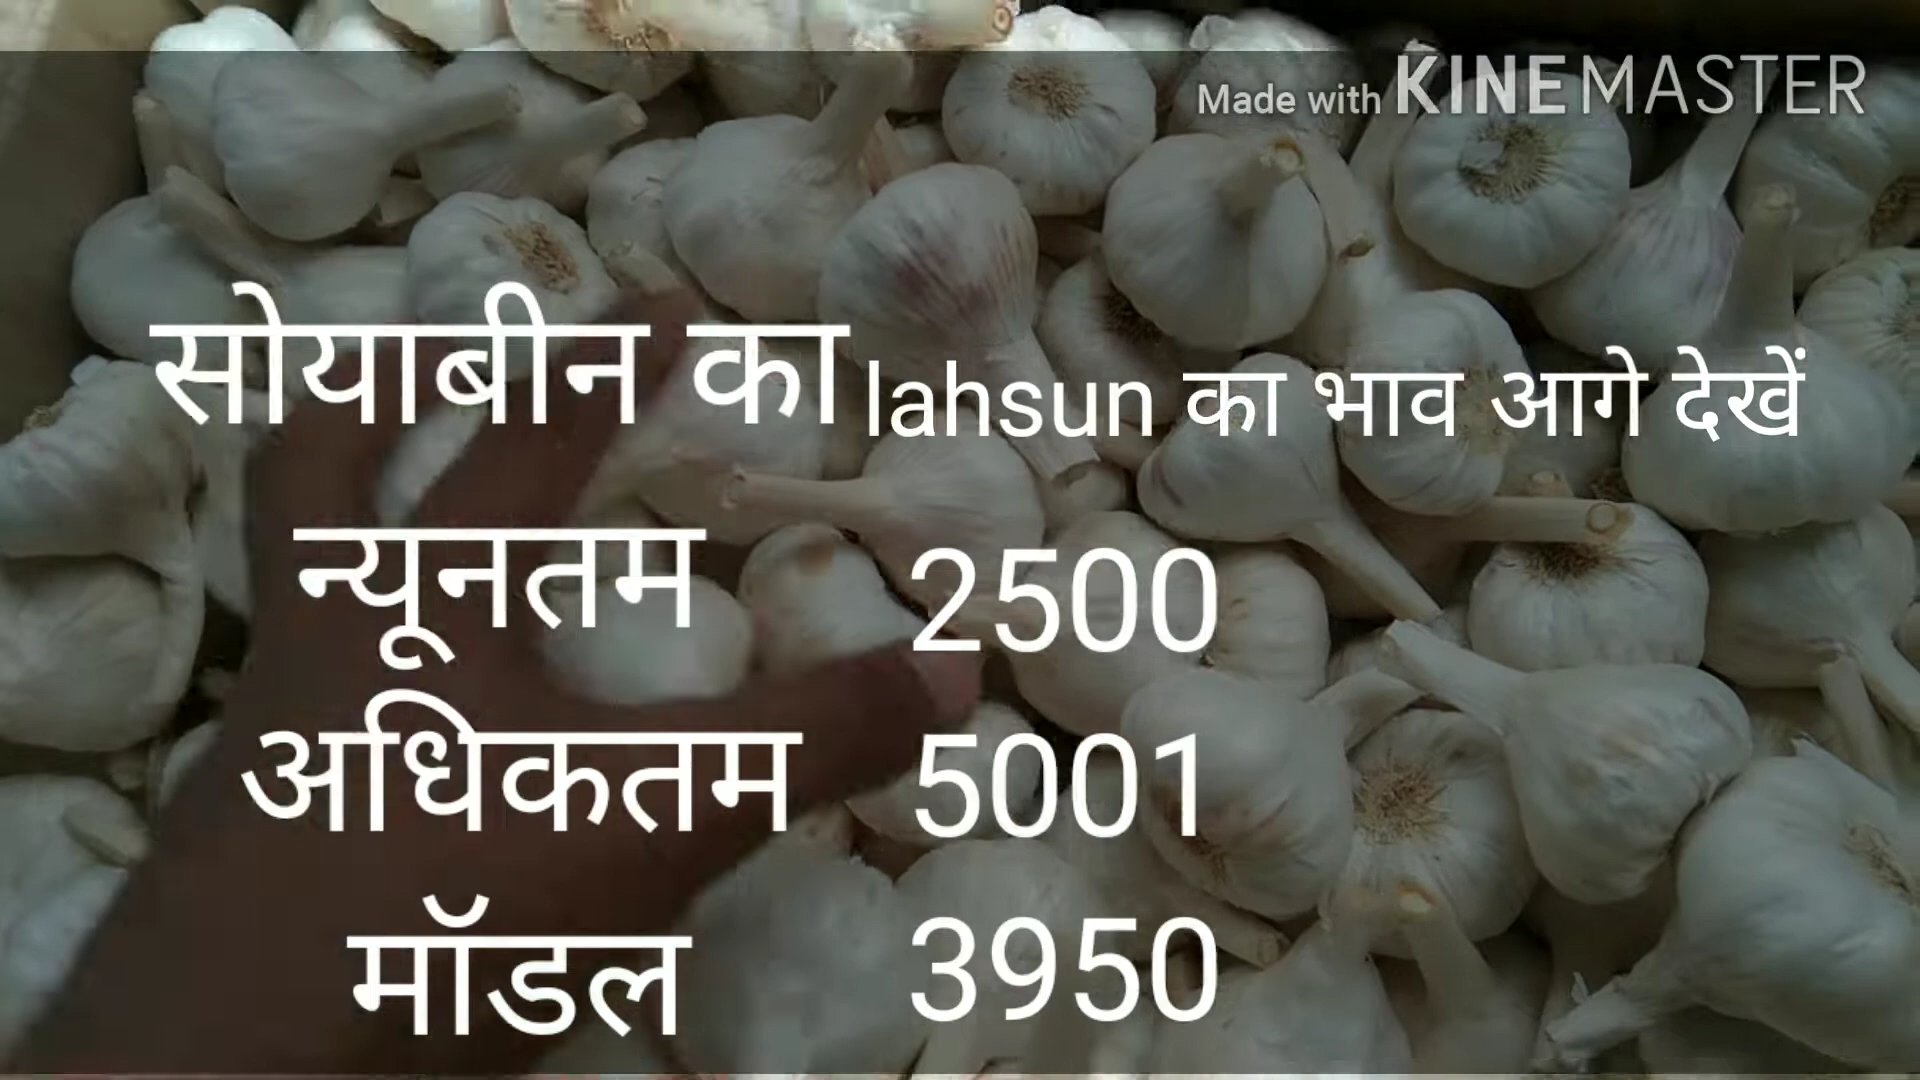 Made with KINEMASTER
सोयाबीन का lahsun का भाव आगे देखें
न्यूनतम 2500
अधिकतम 5001
मॉडल 3950